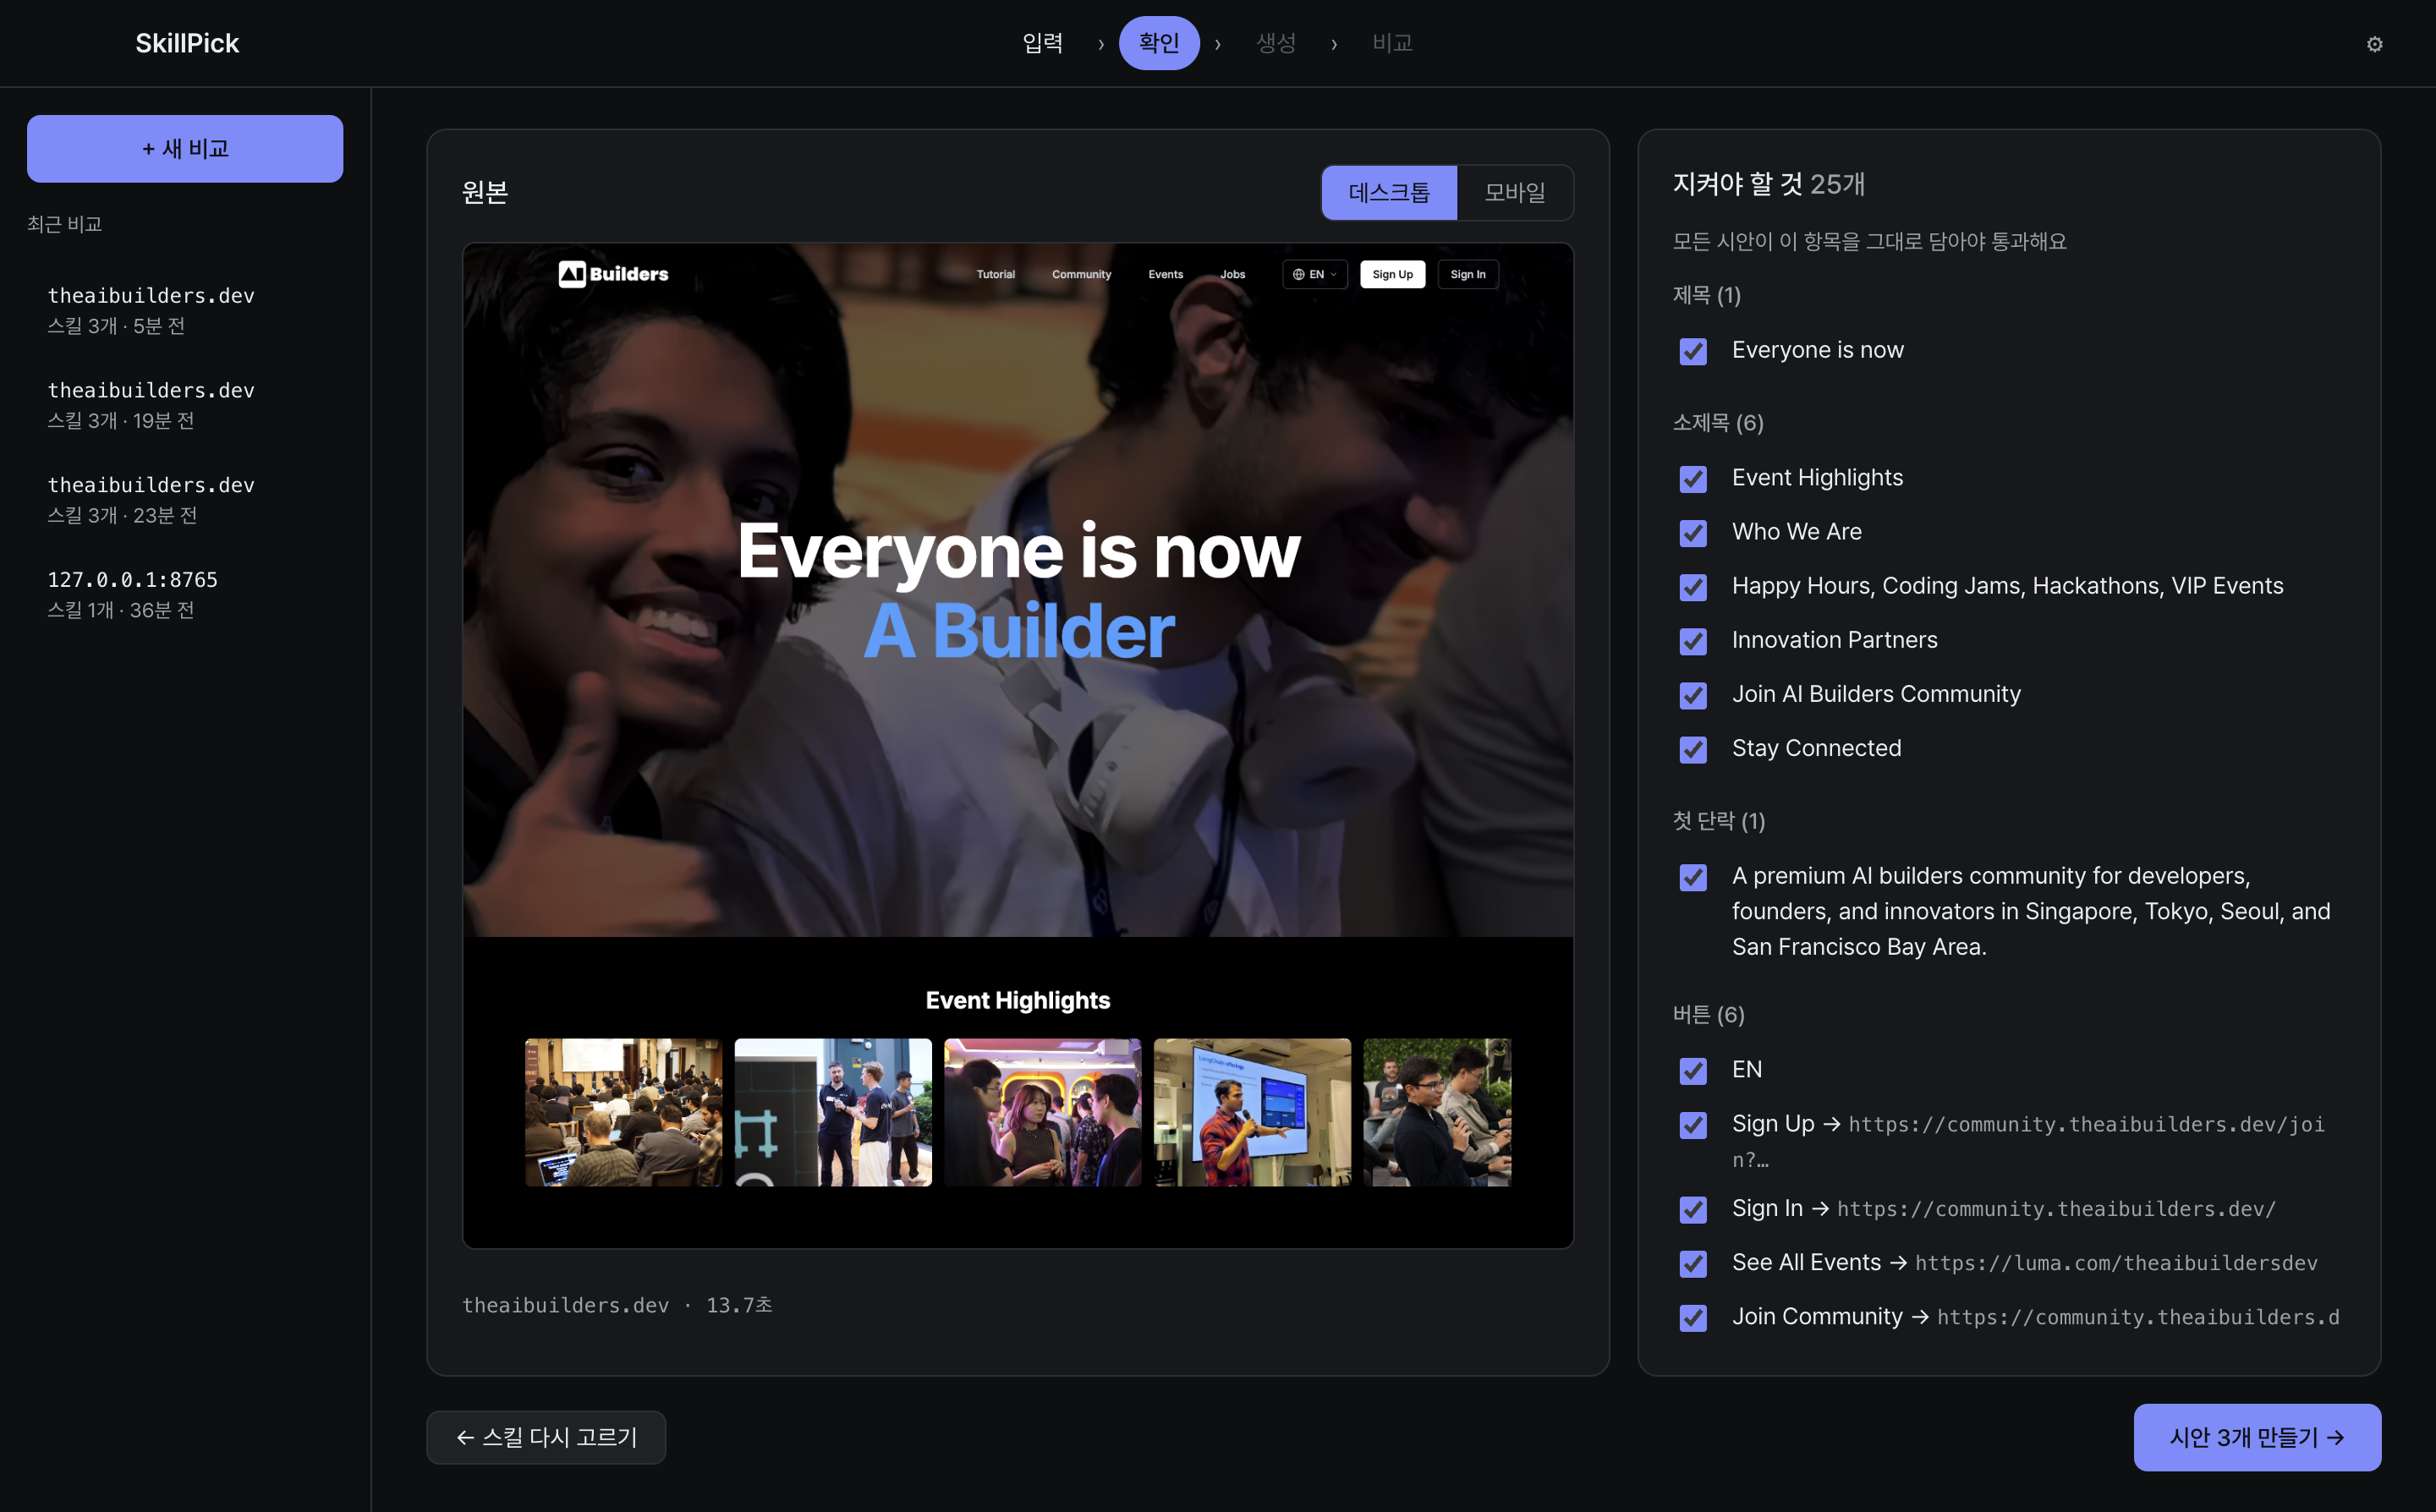 SkillPick
입력 › 확인 › 생성 › 비교
+ 새 비교
최근 비교
theaibuilders.dev
스킬 3개 · 5분 전
theaibuilders.dev
스킬 3개 · 19분 전
theaibuilders.dev
스킬 3개 · 23분 전
127.0.0.1:8765
스킬 1개 · 36분 전
원본
데스크톱 모바일
AI Builders
Tutorial Community Events Jobs EN Sign Up Sign In
Everyone is now
A Builder
Event Highlights
theaibuilders.dev · 13.7초
← 스킬 다시 고르기
지켜야 할 것 25개
모든 시안이 이 항목을 그대로 담아야 통과해요
제목 (1)
Everyone is now
소제목 (6)
Event Highlights
Who We Are
Happy Hours, Coding Jams, Hackathons, VIP Events
Innovation Partners
Join AI Builders Community
Stay Connected
첫 단락 (1)
A premium AI builders community for developers,
founders, and innovators in Singapore, Tokyo, Seoul, and
San Francisco Bay Area.
버튼 (6)
EN
Sign Up → https://community.theaibuilders.dev/joi
n?…
Sign In → https://community.theaibuilders.dev/
See All Events → https://luma.com/theaibuildersdev
Join Community → https://community.theaibuilders.d
시안 3개 만들기 →